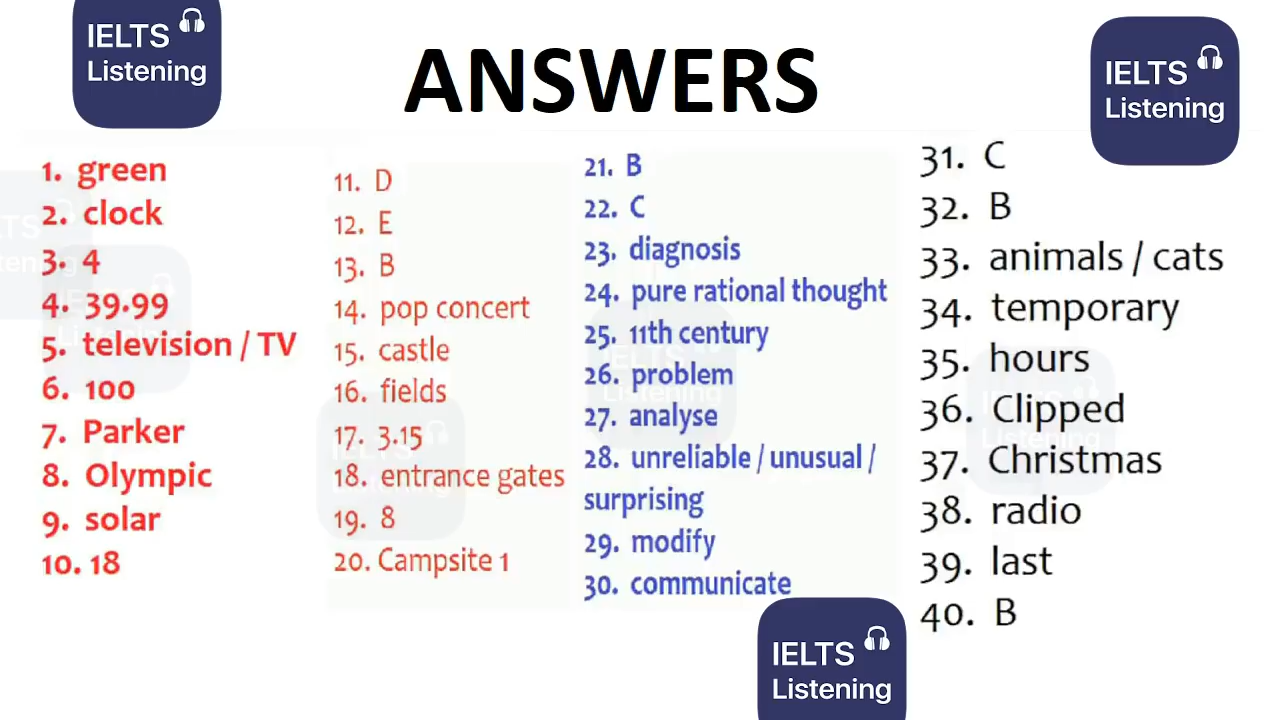 IELTS
Listening
ANSWERS
IELTS
Listening
1. green
2. clock
3. 4
4. 39.99
5. television / TV
6. 100
7. Parker
8. Olympic
9. solar
10. 18
11. D
12. E
13. B
14. pop concert
15. castle
16. fields
17. 3.15
18. entrance gates
19. 8
20. Campsite 1
21. B
22. C
23. diagnosis
24. pure rational thought
25. 11th century
26. problem
27. analyse
28. unreliable / unusual /
surprising
29. modify
30. communicate
31. C
32. B
33. animals / cats
34. temporary
35. hours
36. Clipped
37. Christmas
38. radio
39. last
40. B
IELTS
Listening